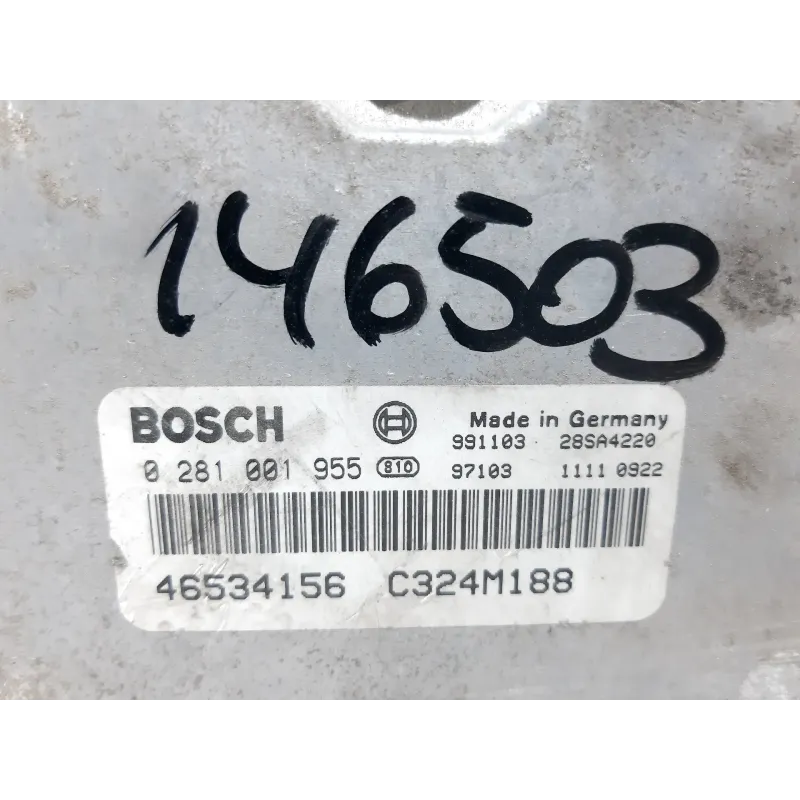 146503
BOSCH Made in Germany
991103 28SA4220
0 281 001 955 810 97103 1111 0922
46534156 C324M188